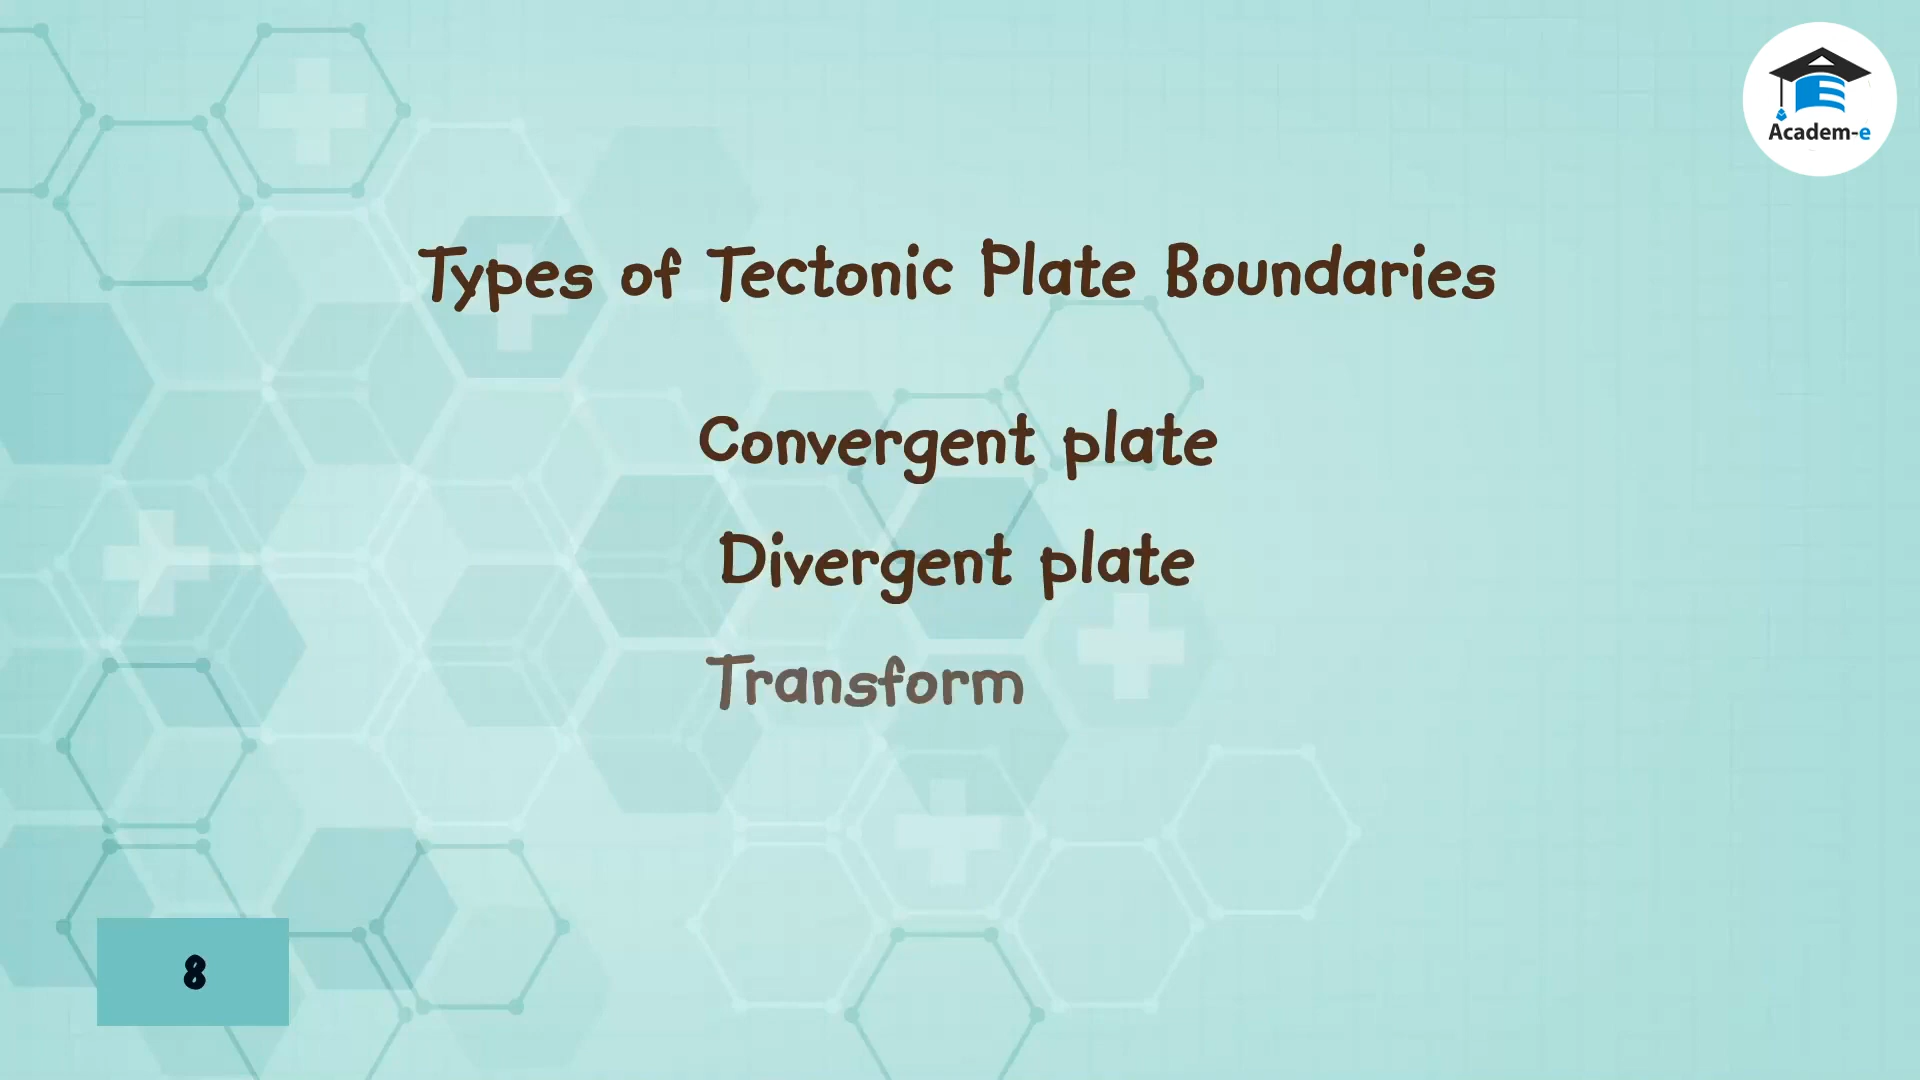 Academ-e
Types of Tectonic Plate Boundaries
Convergent plate
Divergent plate
Transform
8